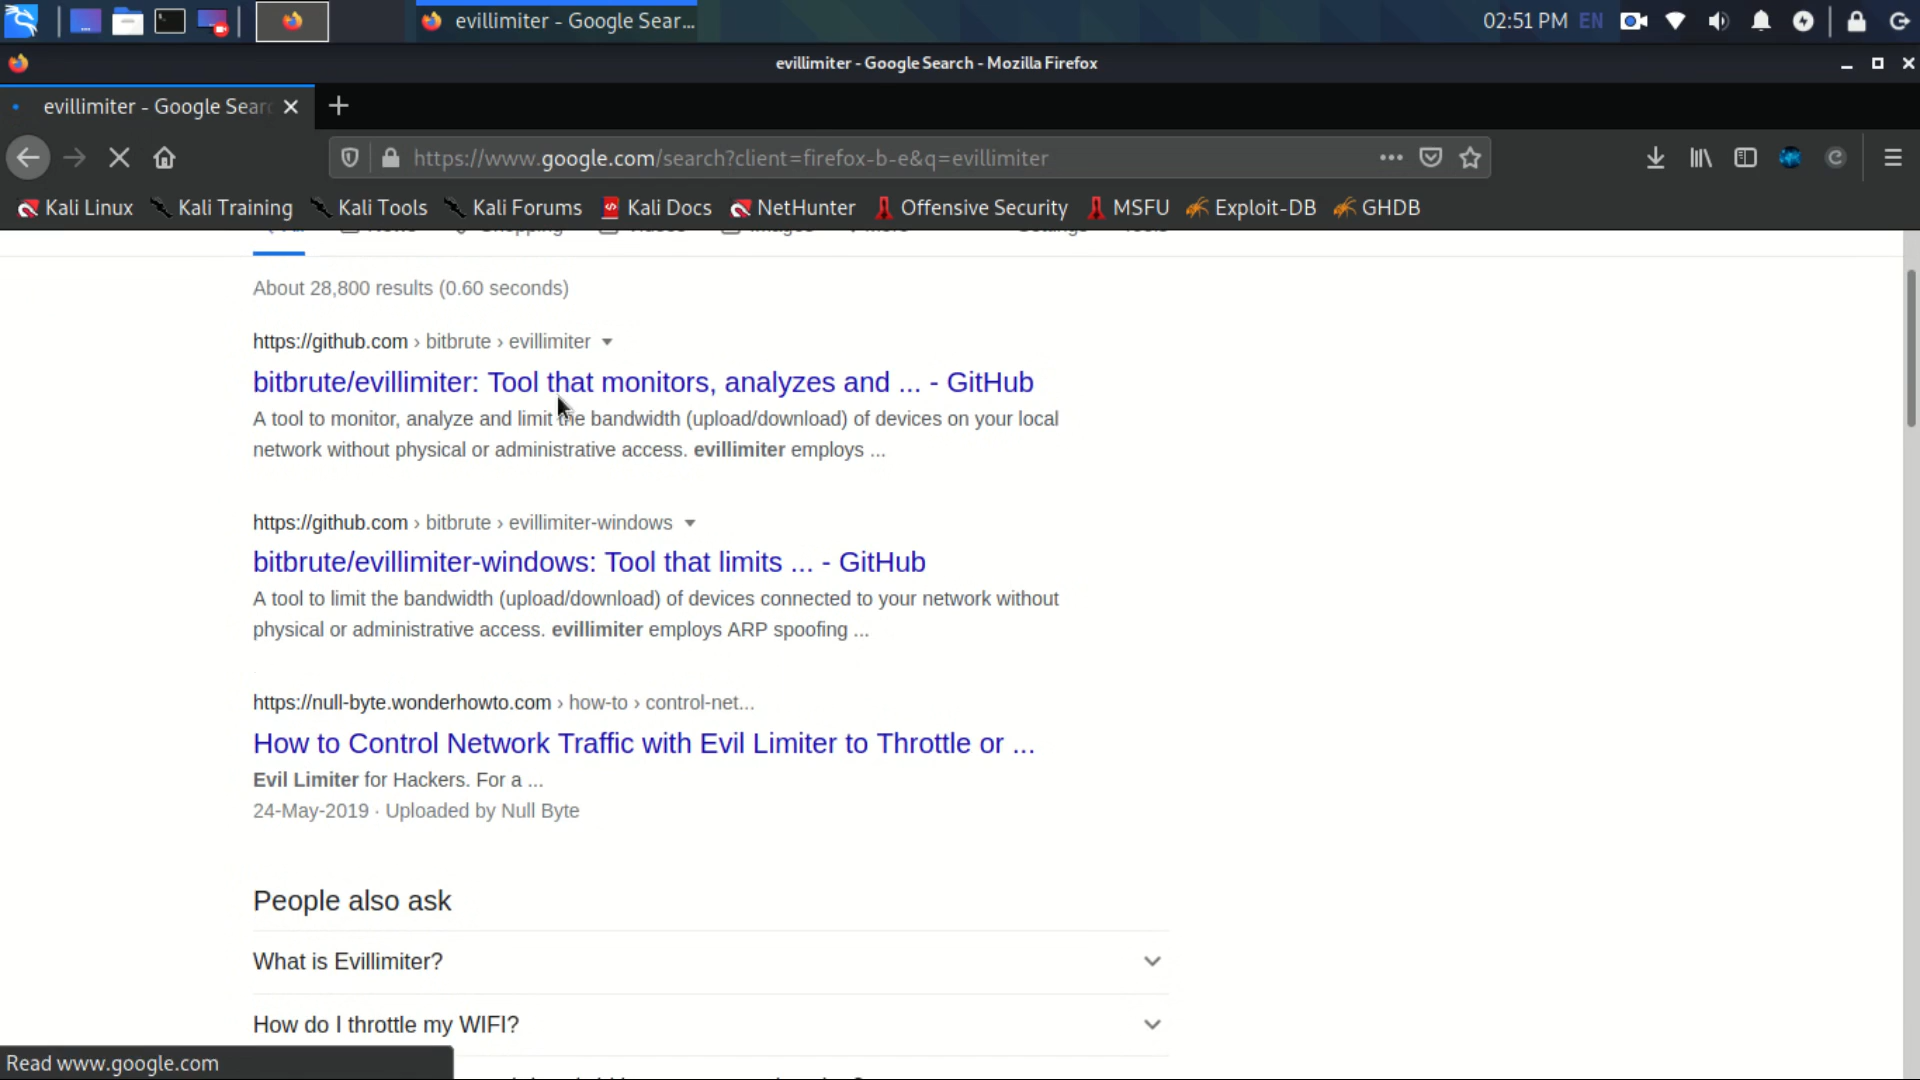 evillimiter - Google Sear...
02:51 PM EN
evillimiter - Google Search - Mozilla Firefox
evillimiter - Google Sear
https://www.google.com/search?client=firefox-b-e&q=evillimiter
Kali Linux Kali Training Kali Tools Kali Forums Kali Docs NetHunter Offensive Security MSFU Exploit-DB GHDB
About 28,800 results (0.60 seconds)
https://github.com › bitbrute › evillimiter
bitbrute/evillimiter: Tool that monitors, analyzes and ... - GitHub
A tool to monitor, analyze and limit the bandwidth (upload/download) of devices on your local
network without physical or administrative access. evillimiter employs ...
https://github.com › bitbrute › evillimiter-windows
bitbrute/evillimiter-windows: Tool that limits ... - GitHub
A tool to limit the bandwidth (upload/download) of devices connected to your network without
physical or administrative access. evillimiter employs ARP spoofing ...
https://null-byte.wonderhowto.com › how-to › control-net...
How to Control Network Traffic with Evil Limiter to Throttle or ...
Evil Limiter for Hackers. For a ...
24-May-2019 · Uploaded by Null Byte
People also ask
What is Evillimiter?
How do I throttle my WIFI?
Read www.google.com